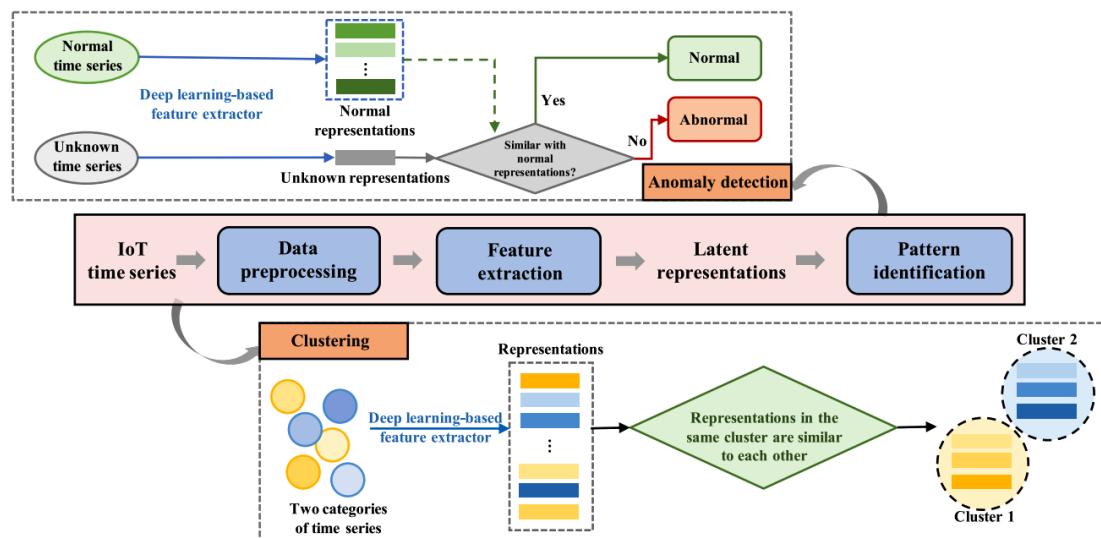 Normal
time series
Deep learning-based
feature extractor
⋮
Normal
representations
Unknown
time series
Unknown representations
Yes
Similar with
normal
representations?
No
Normal
Abnormal
Anomaly detection
IoT
time series
Data
preprocessing
Feature
extraction
Latent
representations
Pattern
identification
Clustering
Two categories
of time series
Deep learning-based
feature extractor
Representations
⋮
Representations in the
same cluster are similar
to each other
Cluster 2
Cluster 1